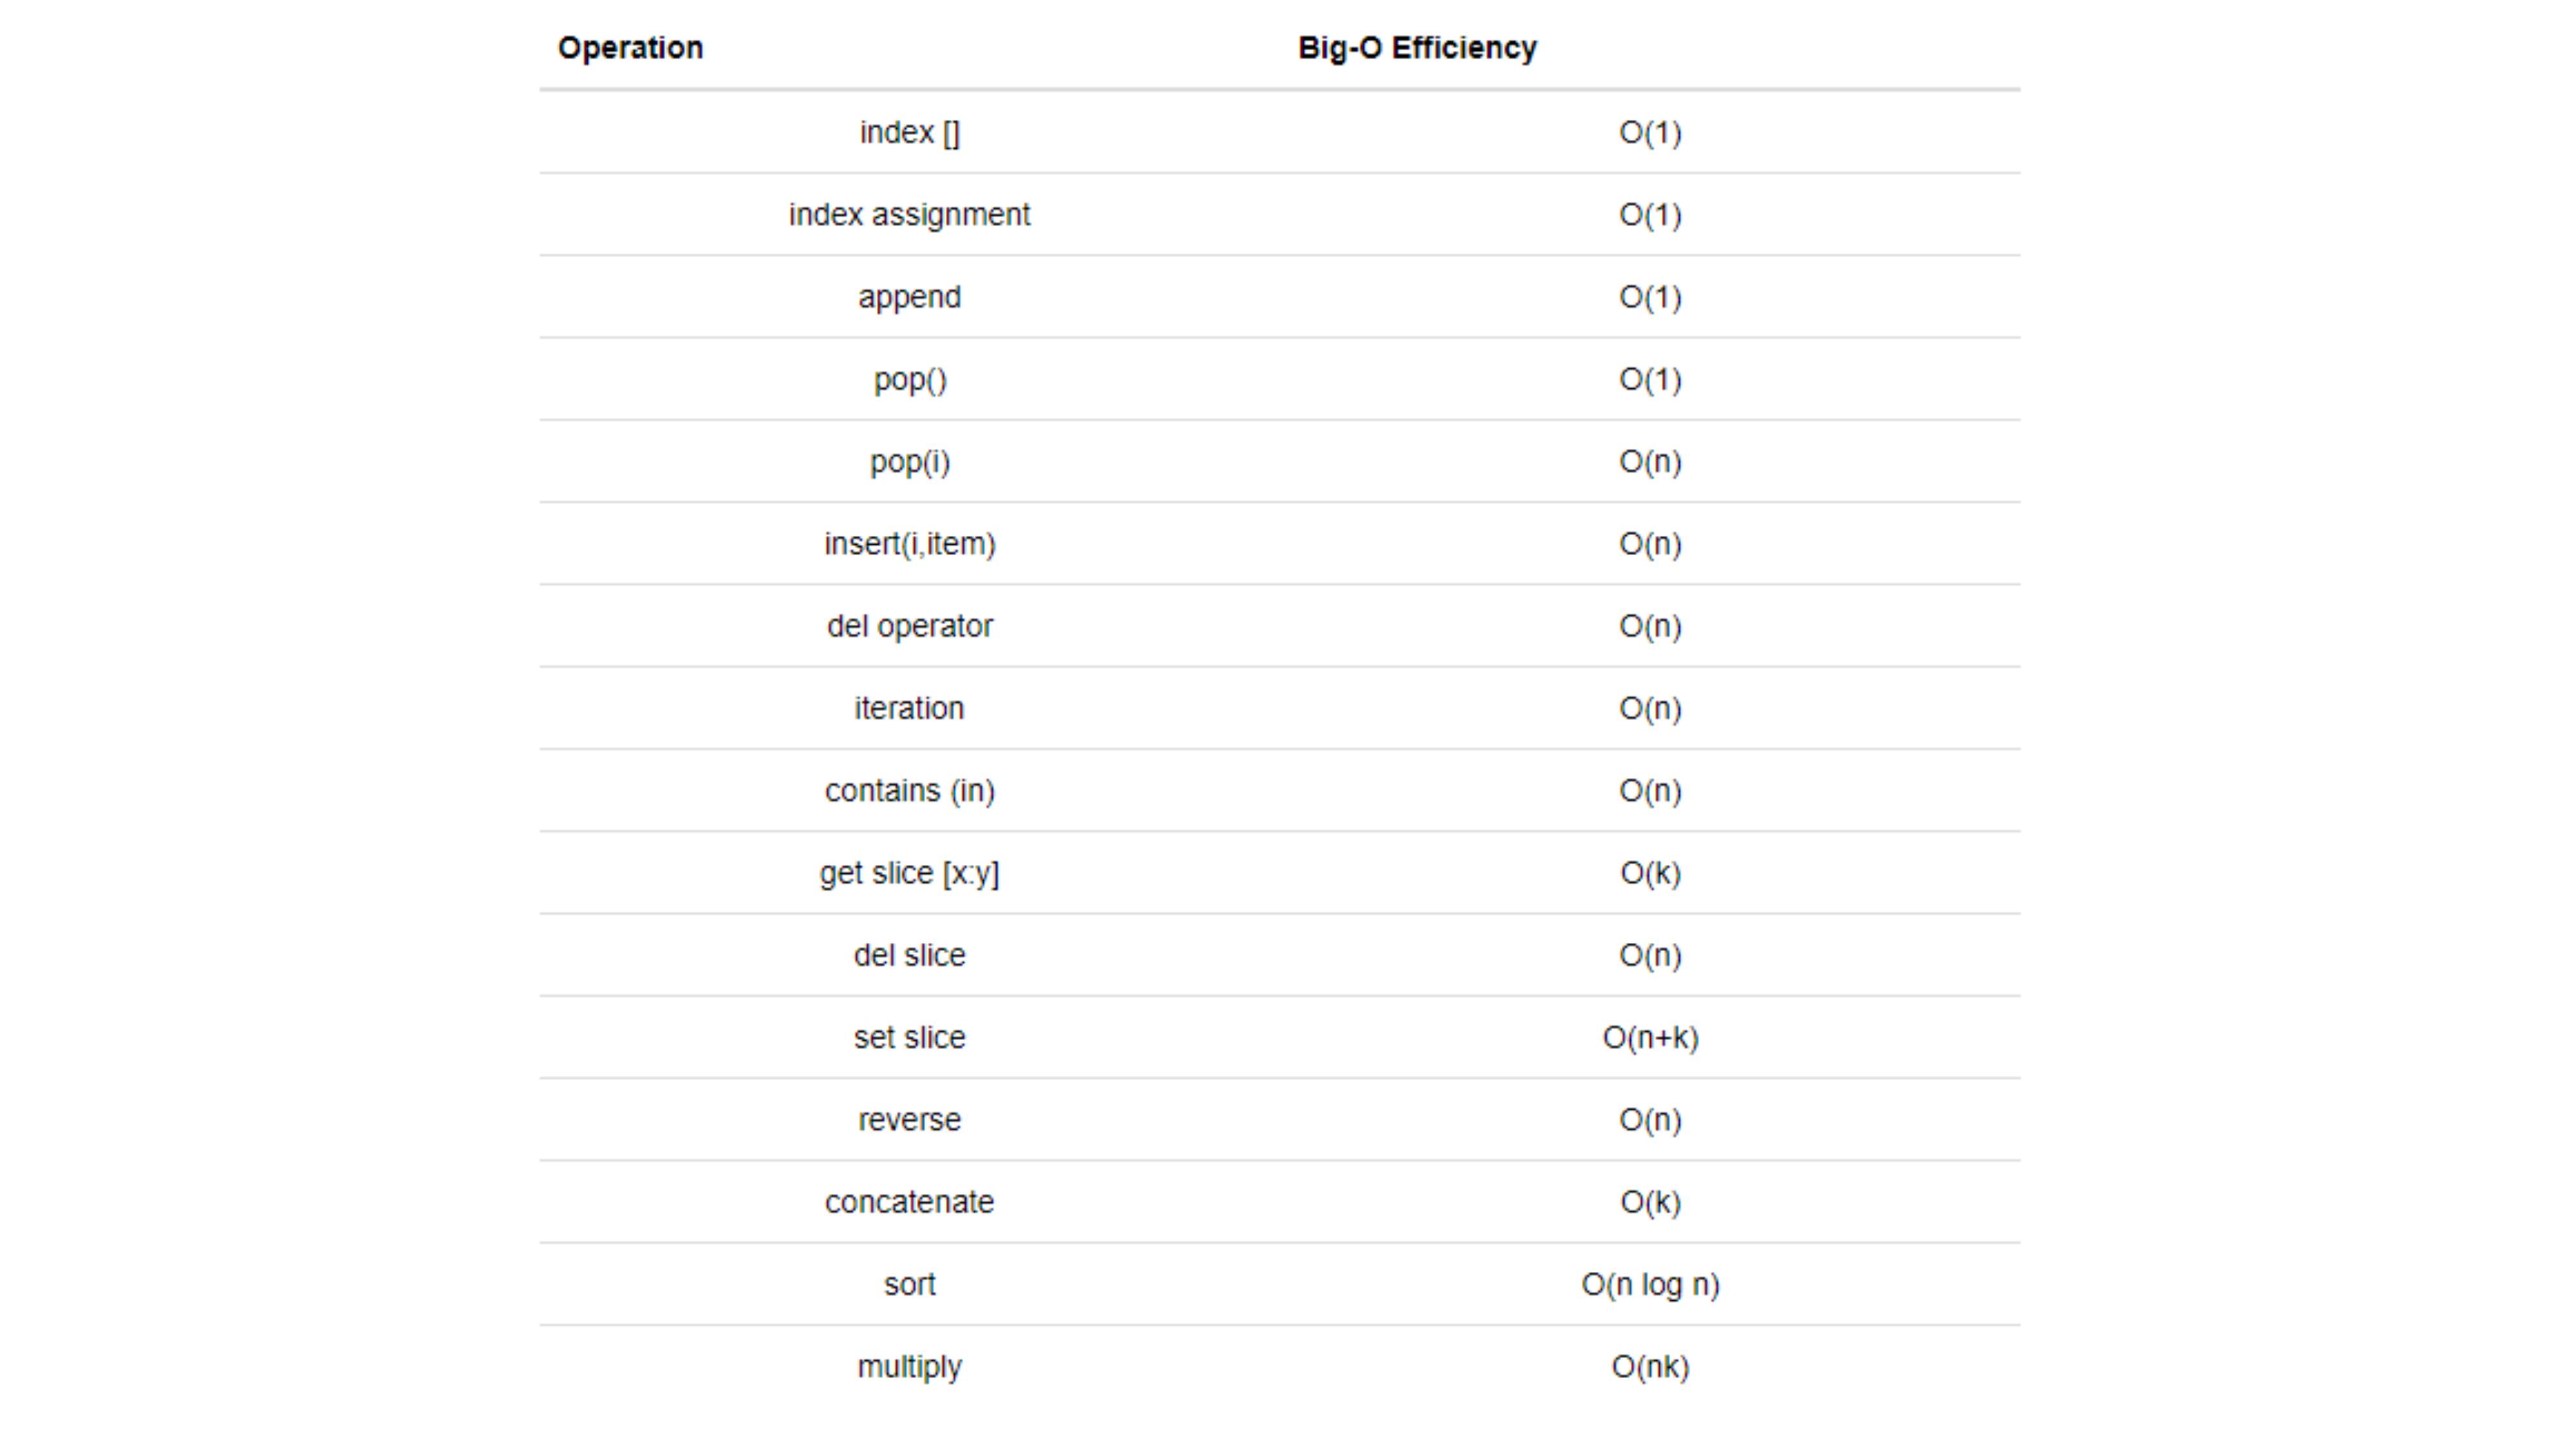 Operation Big-O Efficiency
index [] O(1)
index assignment O(1)
append O(1)
pop() O(1)
pop(i) O(n)
insert(i,item) O(n)
del operator O(n)
iteration O(n)
contains (in) O(n)
get slice [x:y] O(k)
del slice O(n)
set slice O(n+k)
reverse O(n)
concatenate O(k)
sort O(n log n)
multiply O(nk)